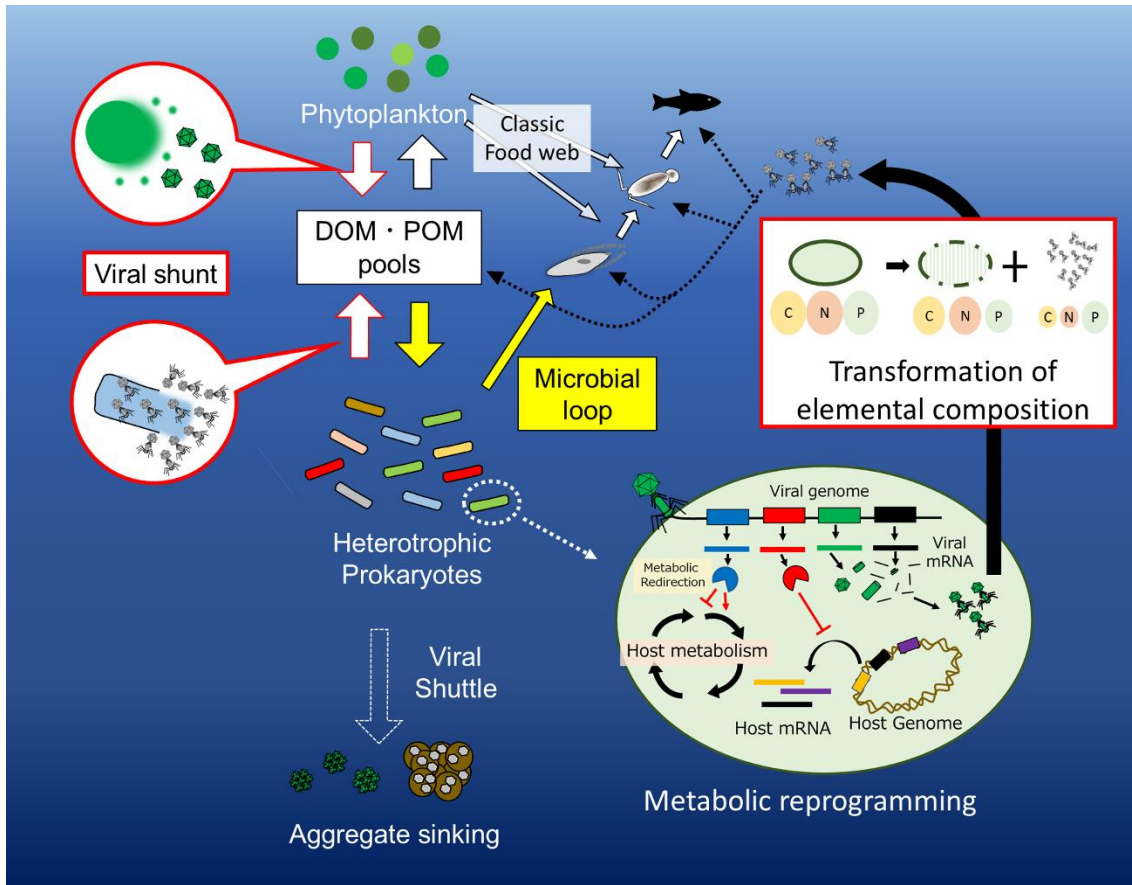 Phytoplankton
Classic
Food web
DOM・POM
pools
Viral shunt
Microbial
loop
C N P
C N P
C N P
Transformation of
elemental composition
Heterotrophic
Prokaryotes
Viral genome
Viral
mRNA
Metabolic
Redirection
Host metabolism
Host mRNA
Host Genome
Viral
Shuttle
Metabolic reprogramming
Aggregate sinking